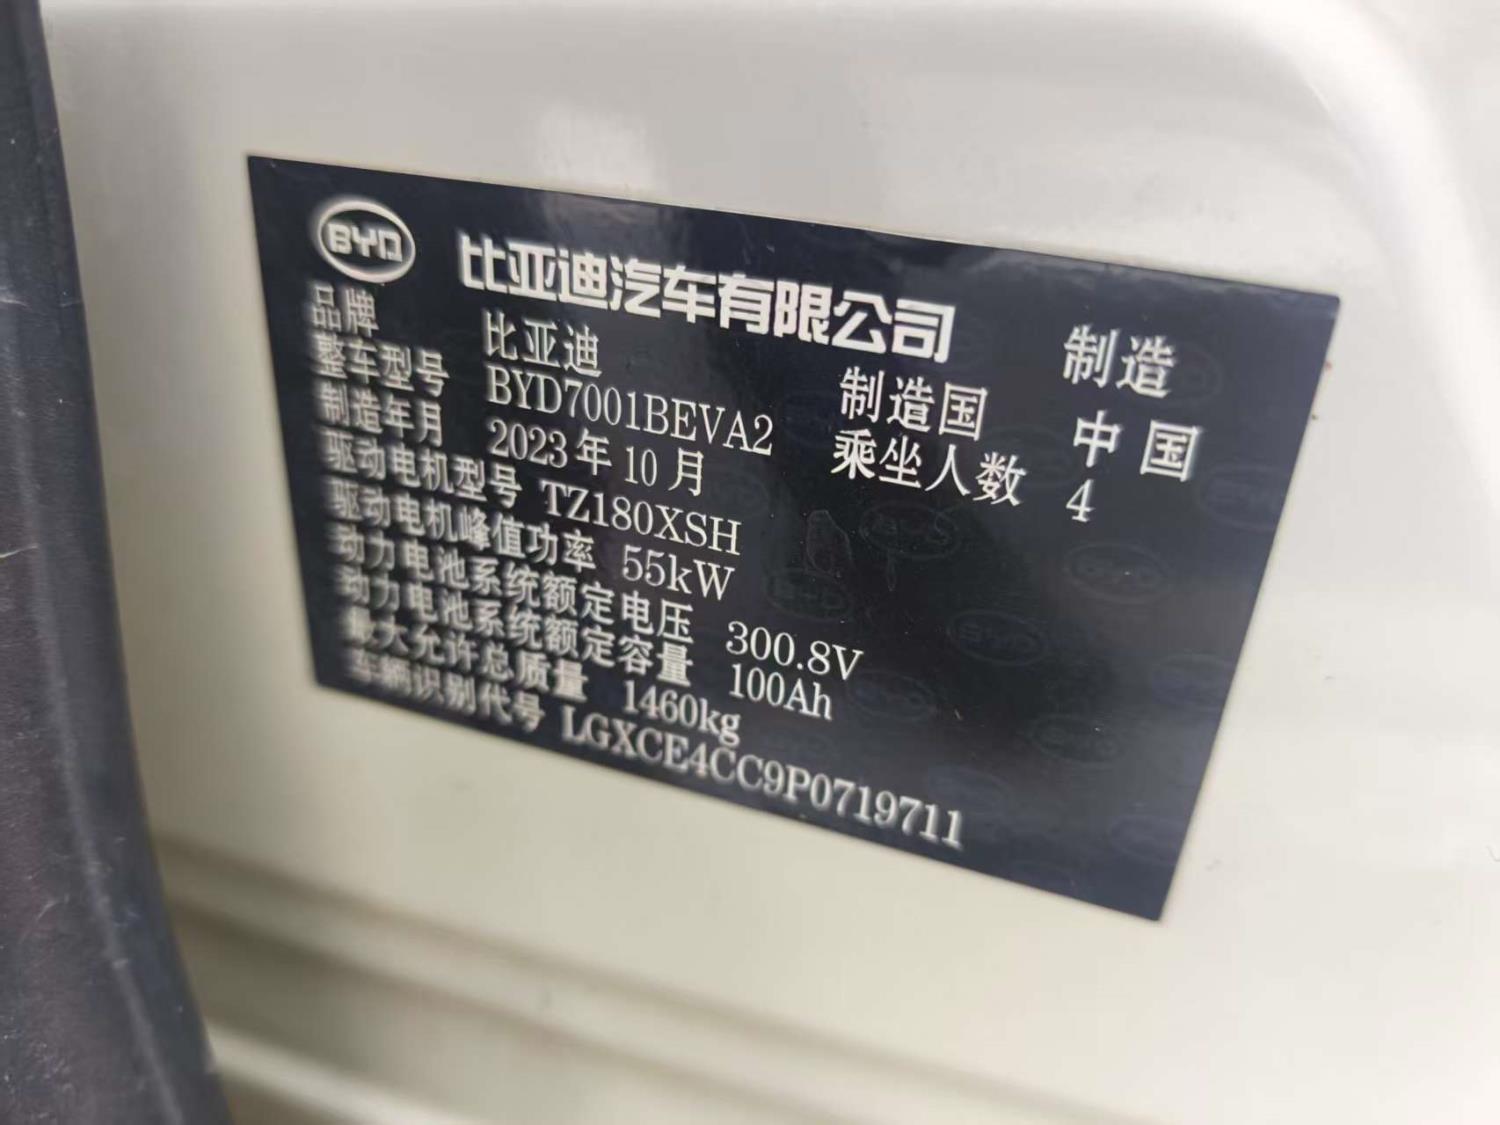 BYD 比亚迪汽车有限公司 制造
品牌 比亚迪 制造国 中国
整车型号 BYD7001BEVA2 乘坐人数 4
制造年月 2023年10月
驱动电机型号 TZ180XSH
驱动电机峰值功率 55kW
动力电池系统额定电压 300.8V
动力电池系统额定容量 100Ah
最大允许总质量 1460kg
车辆识别代号 LGXCE4CC9P0719711